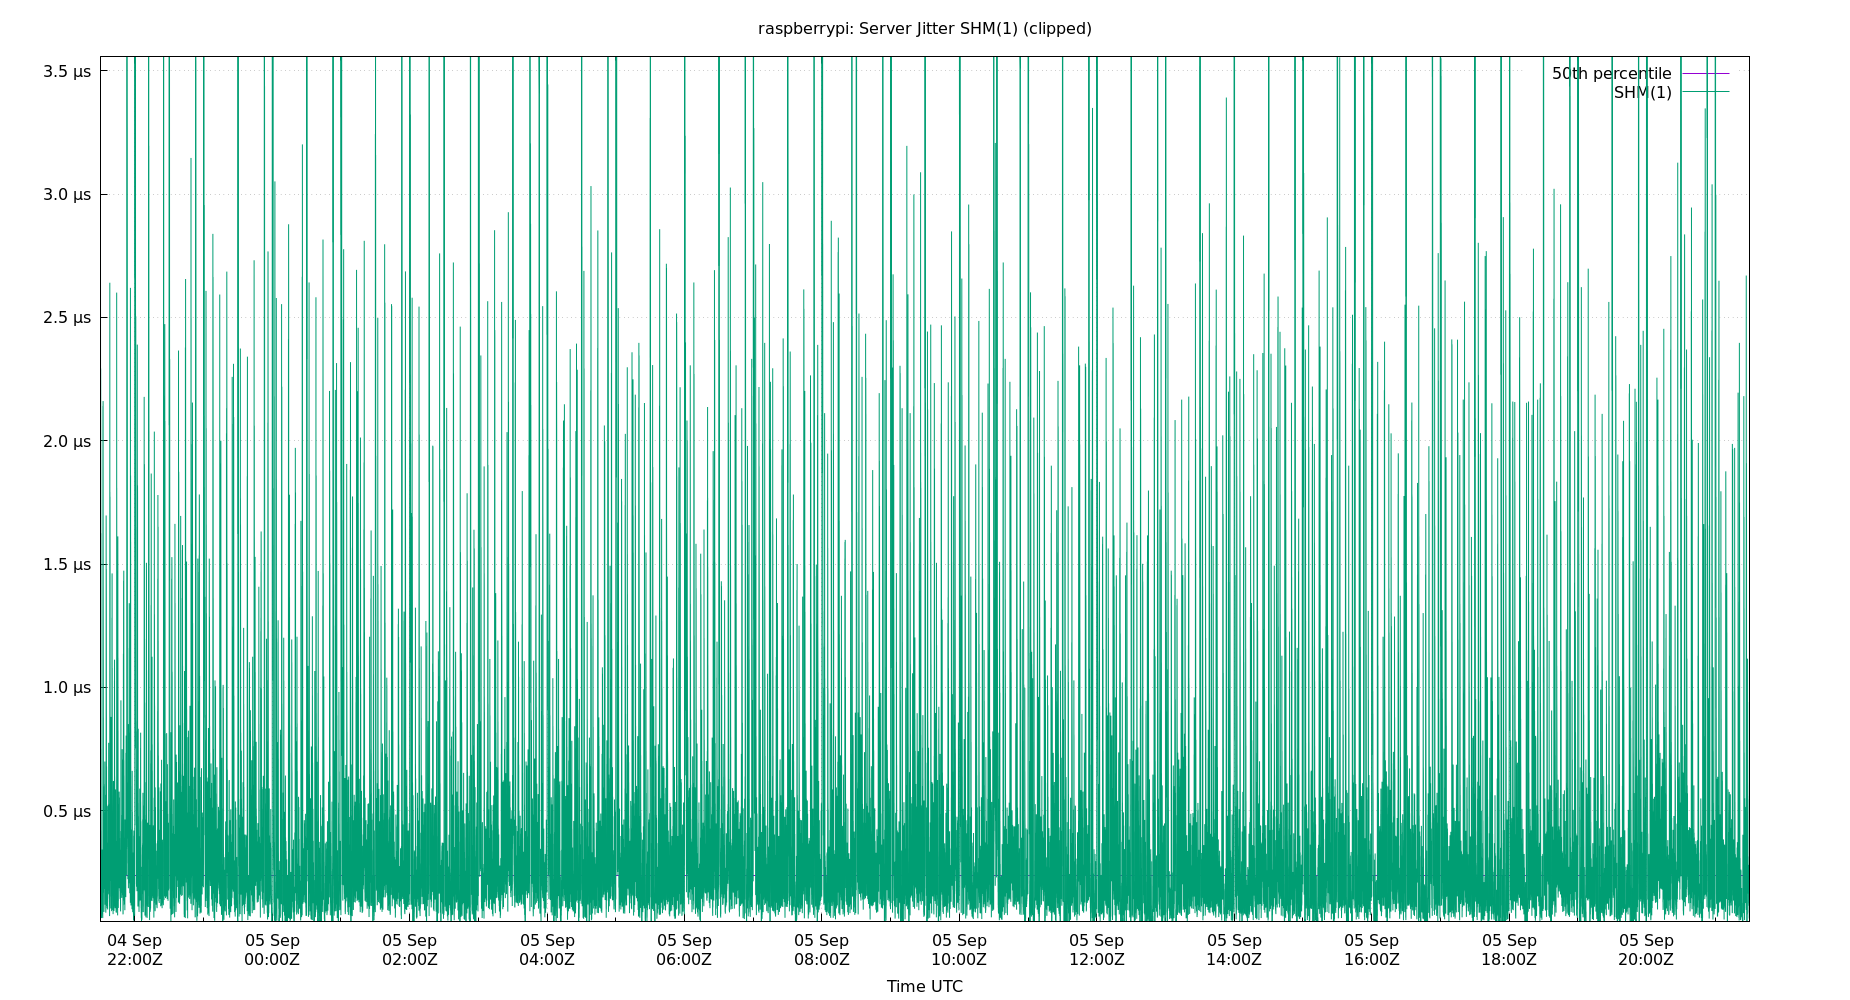 raspberrypi: Server Jitter SHM(1) (clipped)
50th percentile
SHM(1)
3.5 µs
3.0 µs
2.5 µs
2.0 µs
1.5 µs
1.0 µs
0.5 µs
04 Sep 05 Sep 05 Sep 05 Sep 05 Sep 05 Sep 05 Sep 05 Sep 05 Sep 05 Sep 05 Sep 05 Sep
22:00Z 00:00Z 02:00Z 04:00Z 06:00Z 08:00Z 10:00Z 12:00Z 14:00Z 16:00Z 18:00Z 20:00Z
Time UTC